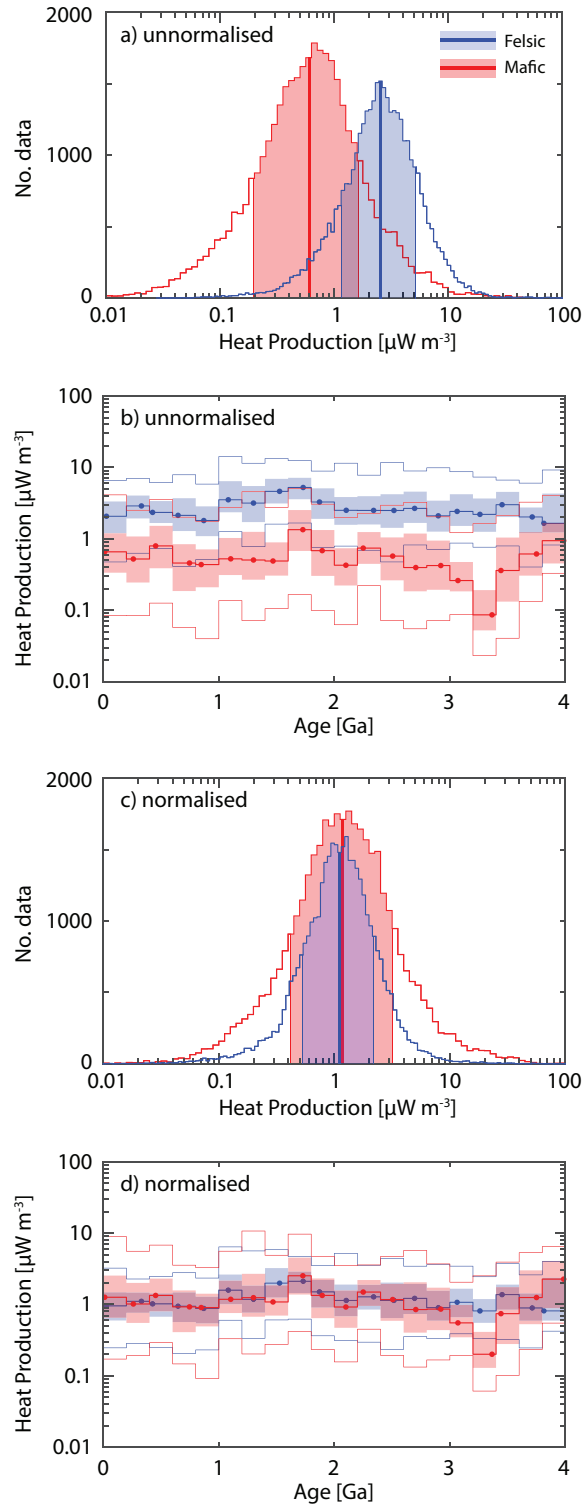 a) unnormalised
Felsic
Mafic
2000
1000
0
No. data
0.01 0.1 1 10 100
Heat Production [µW m⁻³]
b) unnormalised
100
10
1
0.1
0.01
Heat Production [µW m⁻³]
0 1 2 3 4
Age [Ga]
c) normalised
2000
1000
0
No. data
0.01 0.1 1 10 100
Heat Production [µW m⁻³]
d) normalised
100
10
1
0.1
0.01
Heat Production [µW m⁻³]
0 1 2 3 4
Age [Ga]